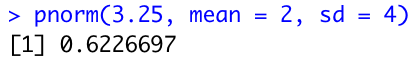 > pnorm(3.25, mean = 2, sd = 4)
[1] 0.6226697